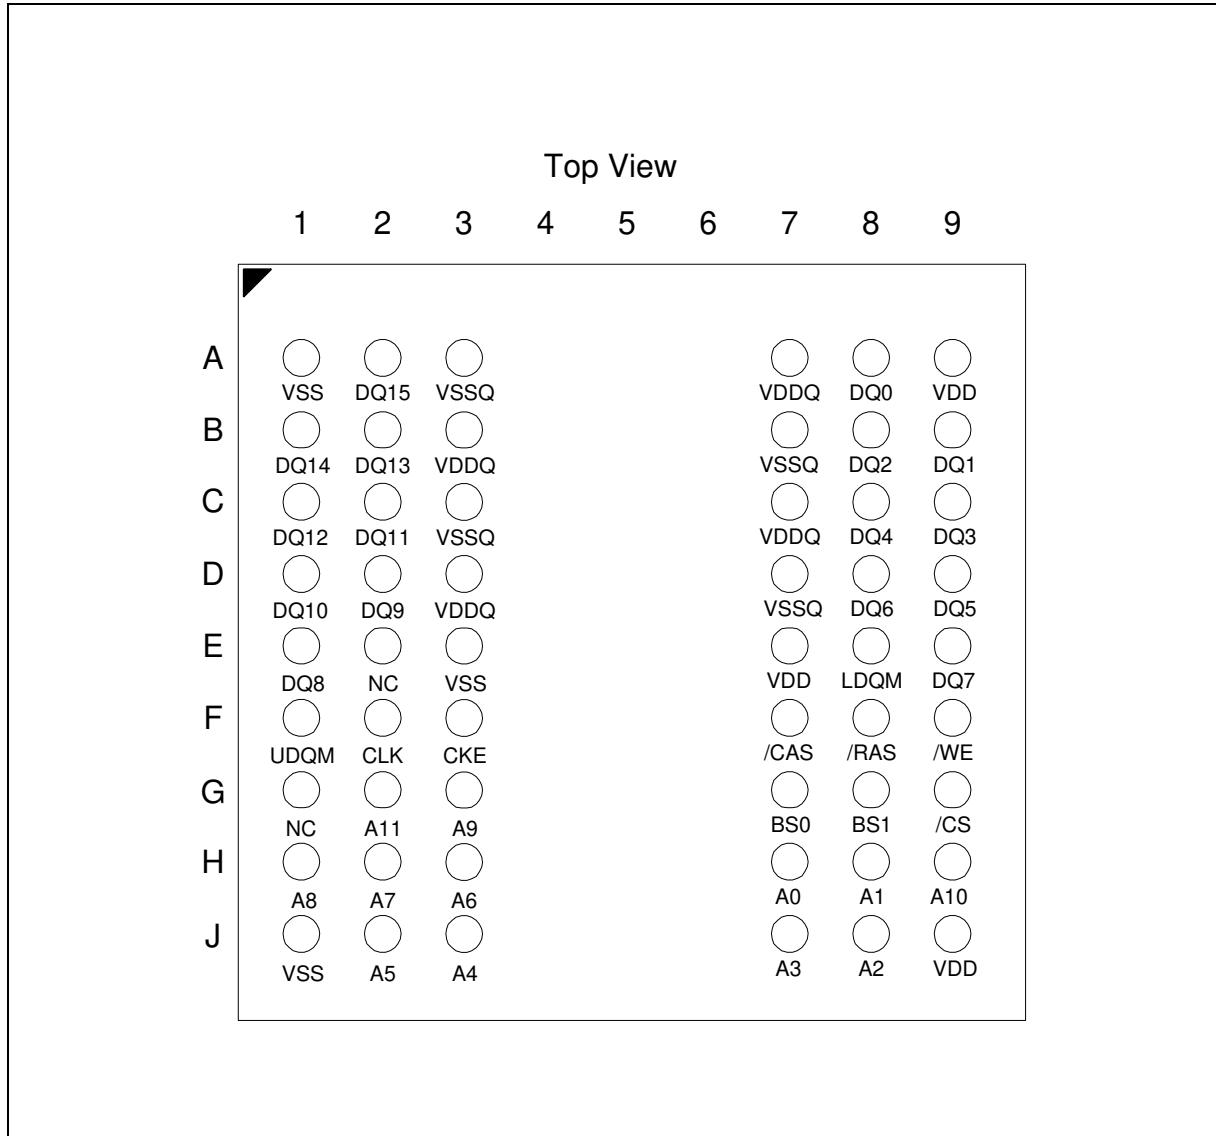 Top View
1 2 3 4 5 6 7 8 9
A
VSS DQ15 VSSQ VDDQ DQ0 VDD
B
DQ14 DQ13 VDDQ VSSQ DQ2 DQ1
C
DQ12 DQ11 VSSQ VDDQ DQ4 DQ3
D
DQ10 DQ9 VDDQ VSSQ DQ6 DQ5
E
DQ8 NC VSS VDD LDQM DQ7
F
UDQM CLK CKE /CAS /RAS /WE
G
NC A11 A9 BS0 BS1 /CS
H
A8 A7 A6 A0 A1 A10
J
VSS A5 A4 A3 A2 VDD